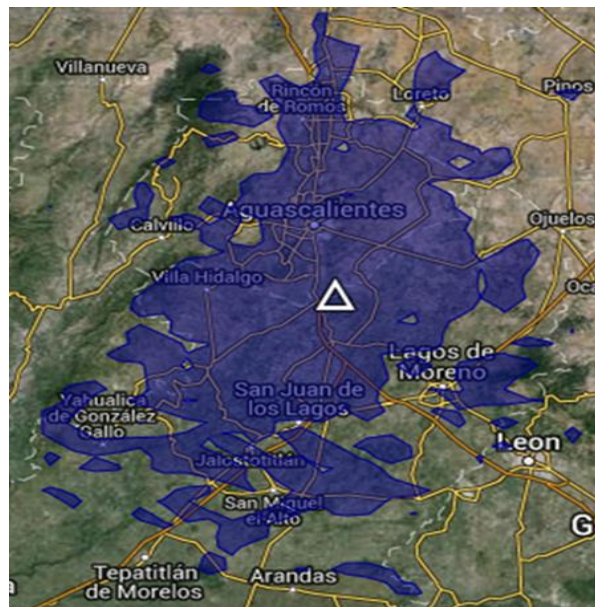 Villanueva
Rincón
de Romos
Loreto
Pinos
Aguascalientes
Calvillo
Ojuelos
Villa Hidalgo
Oca
Lagos de
Moreno
San Juan de
los Lagos
Yahualica
de González
Gallo
Leon
Jalostotitlán
San Miguel
el Alto
G
Tepatitlán
de Morelos
Arandas
a